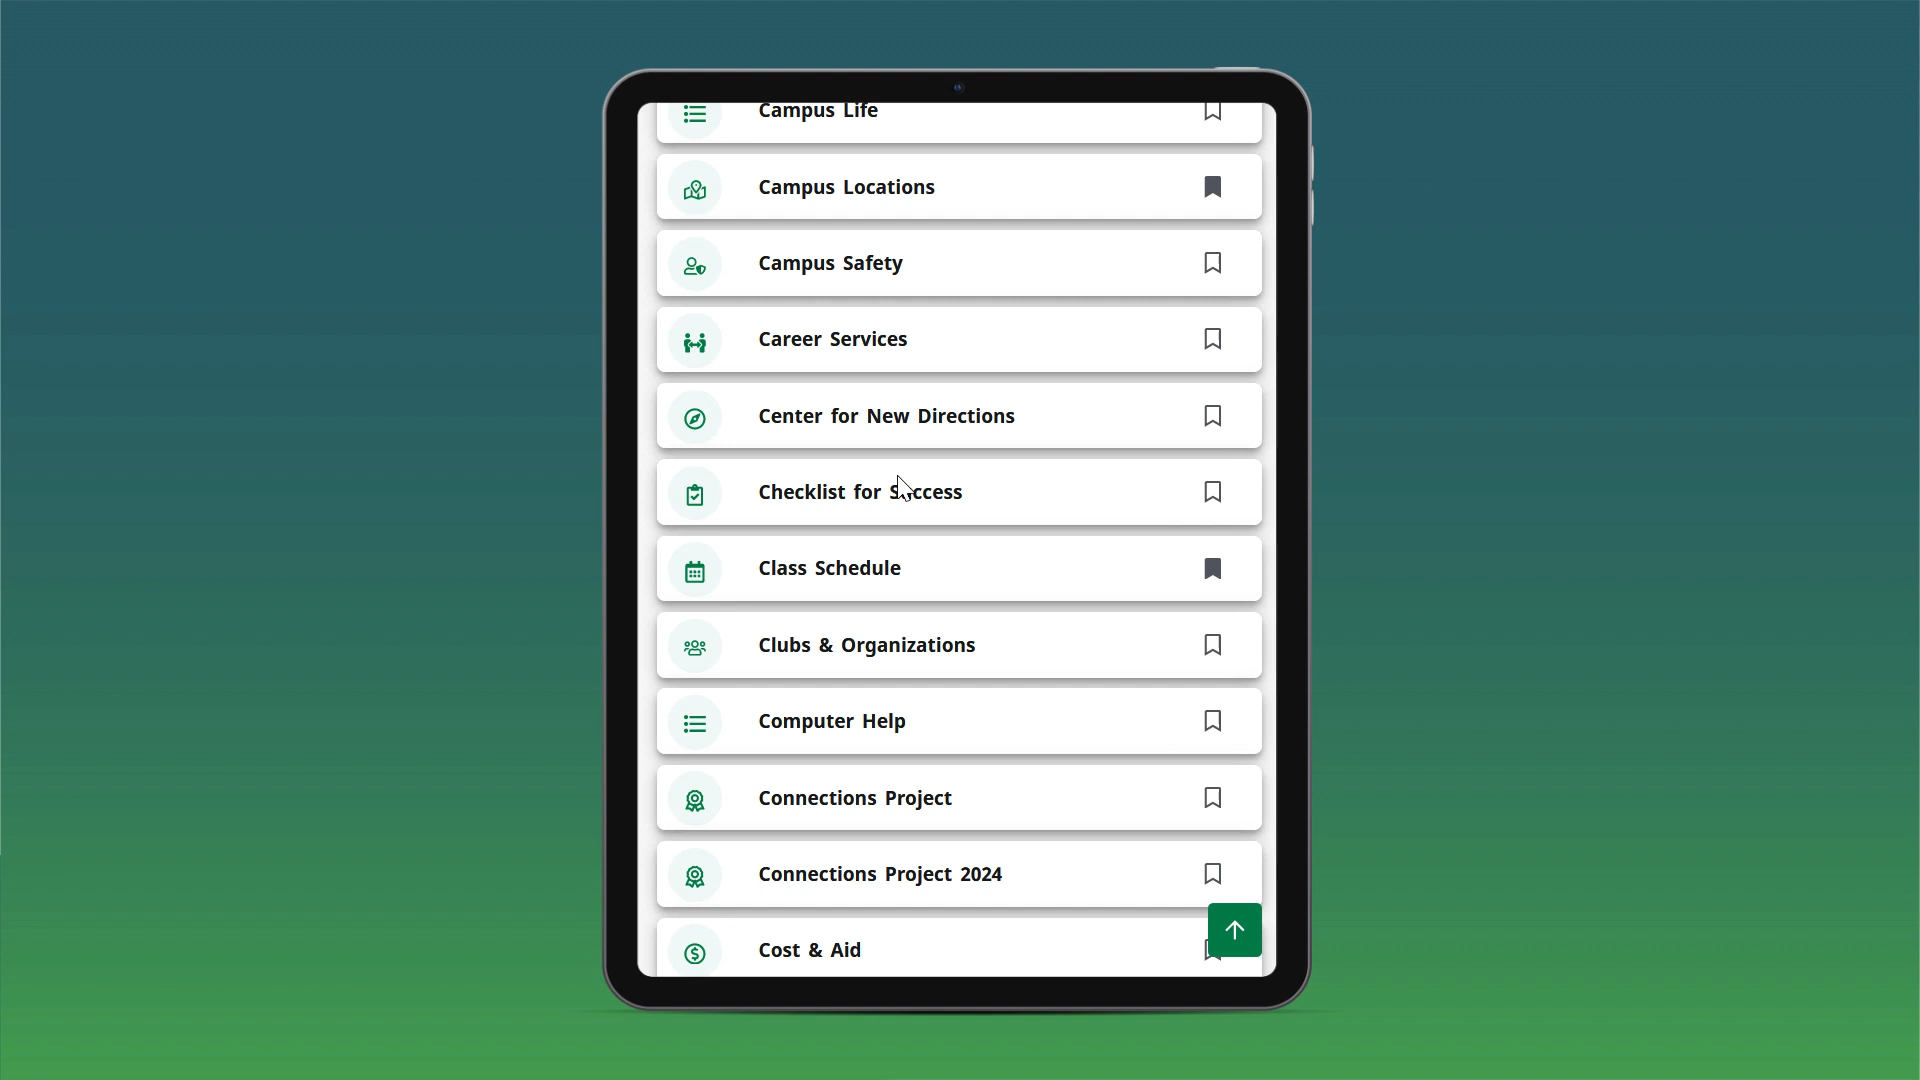 Campus Life
Campus Locations
Campus Safety
Career Services
Center for New Directions
Checklist for Success
Class Schedule
Clubs & Organizations
Computer Help
Connections Project
Connections Project 2024
Cost & Aid